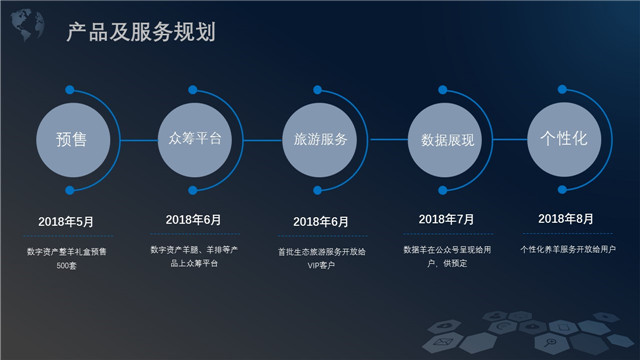 产品及服务规划
预售
众筹平台
旅游服务
数据展现
个性化
2018年5月
2018年6月
2018年6月
2018年7月
2018年8月
数字资产整羊礼盒预售
500套
数字资产羊腿、羊排等产
品上众筹平台
首批生态旅游服务开放给
VIP客户
数据羊在公众号呈现给用
户，供预定
个性化养羊服务开放给用户